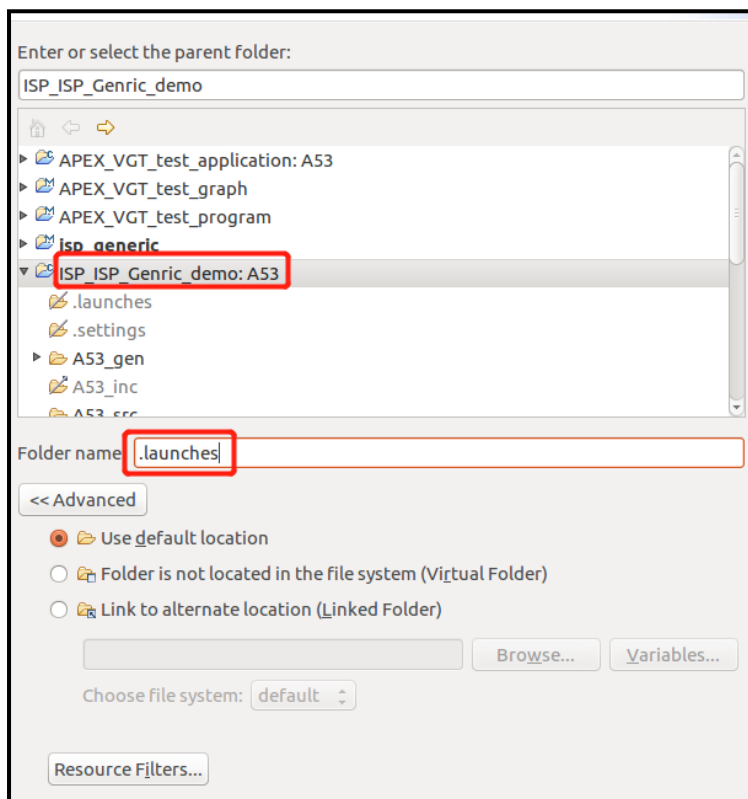 Enter or select the parent folder:
ISP_ISP_Genric_demo
APEX_VGT_test_application: A53
APEX_VGT_test_graph
APEX_VGT_test_program
isp_generic
ISP_ISP_Genric_demo: A53
.launches
.settings
A53_gen
A53_inc
A53_src
Folder name: .launches
<< Advanced
Use default location
Folder is not located in the file system (Virtual Folder)
Link to alternate location (Linked Folder)
Browse... Variables...
Choose file system: default
Resource Filters...